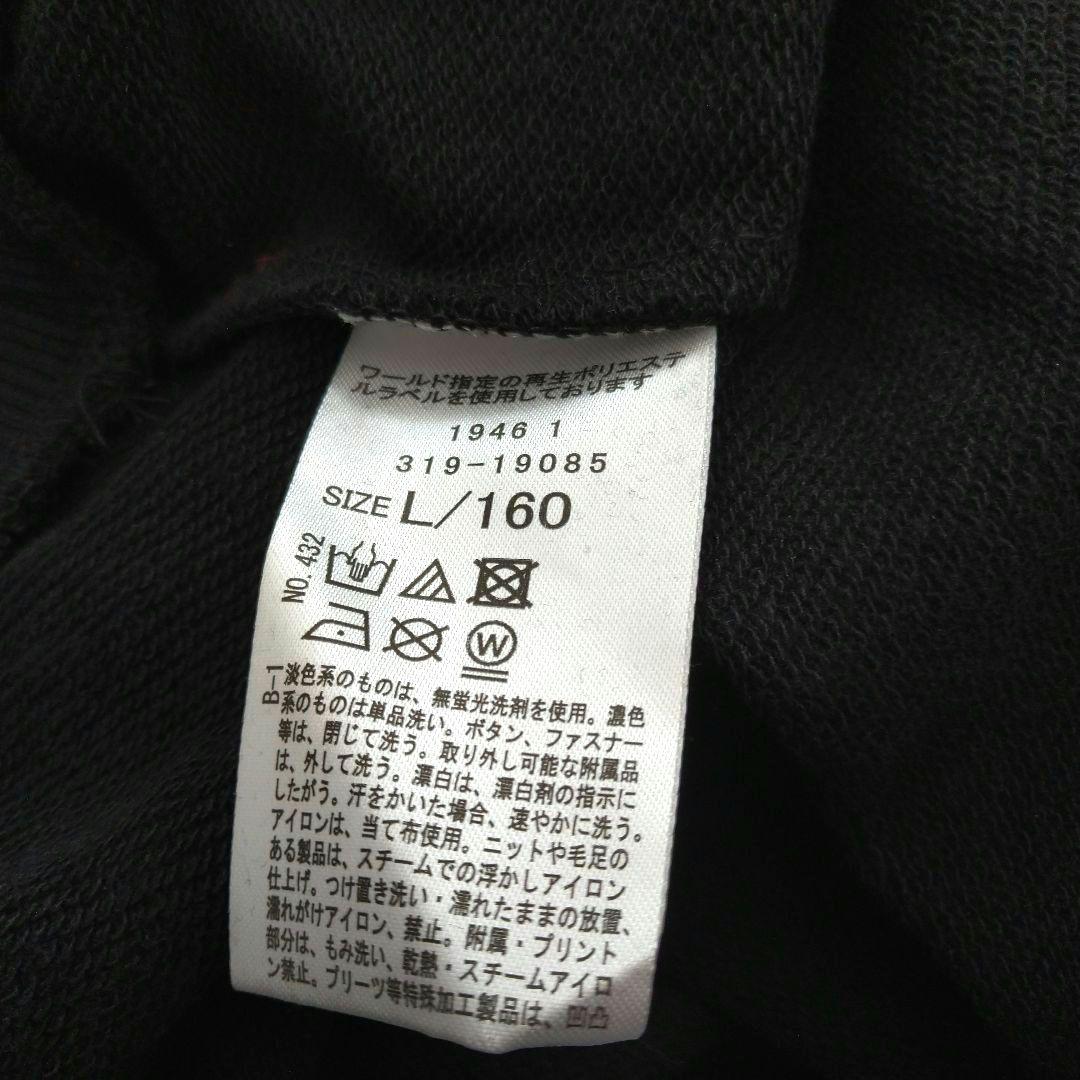 ワールド指定の再生ポリエステ
ルラベルを使用しております
1946 1
319-19085
SIZE L/160
NO.432
W
B-1
淡色系のものは、無蛍光洗剤を使用。濃色
系のものは単品洗い。ボタン、ファスナー
等は、閉じて洗う。取り外し可能な附属品
は、外して洗う。漂白は、漂白剤の指示に
したがう。汗をかいた場合、速やかに洗う。
アイロンは、当て布使用。ニットや毛足の
ある製品は、スチームでの浮かしアイロン
仕上げ。つけ置き洗い・濡れたままの放置、
濡れがけアイロン、禁止。附属・プリント
部分は、もみ洗い、乾熱・スチームアイロ
ン禁止。プリーツ等特殊加工製品は、凹凸